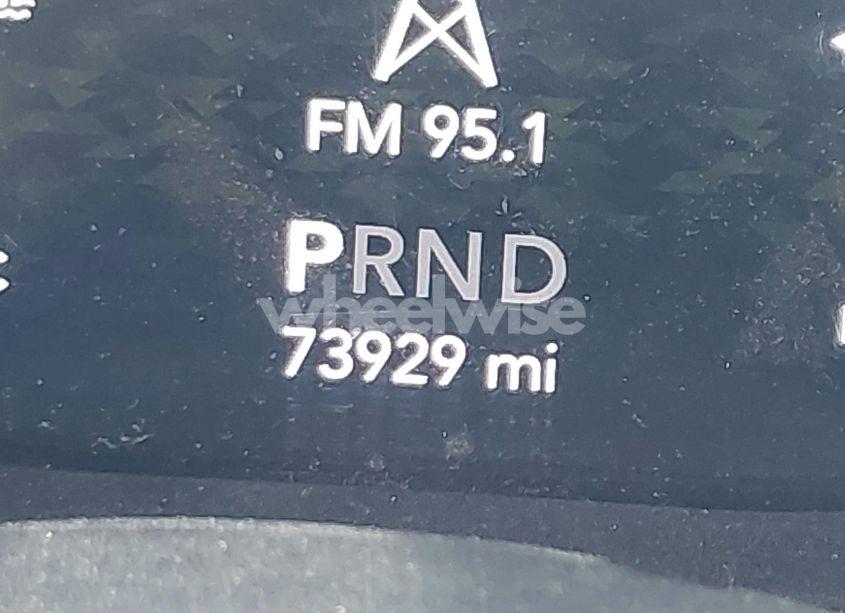 FM 95.1
PRND
wheelwise
73929 mi